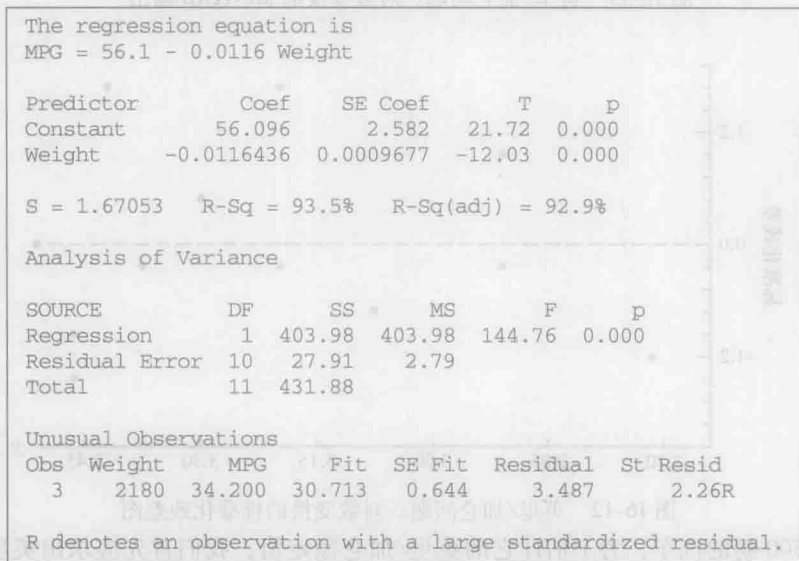 The regression equation is
MPG = 56.1 - 0.0116 Weight
Predictor Coef SE Coef T p
Constant 56.096 2.582 21.72 0.000
Weight -0.0116436 0.0009677 -12.03 0.000
S = 1.67053 R-Sq = 93.5% R-Sq(adj) = 92.9%
Analysis of Variance
SOURCE DF SS MS F p
Regression 1 403.98 403.98 144.76 0.000
Residual Error 10 27.91 2.79
Total 11 431.88
Unusual Observations
Obs Weight MPG Fit SE Fit Residual St Resid
3 2180 34.200 30.713 0.644 3.487 2.26R
R denotes an observation with a large standardized residual.